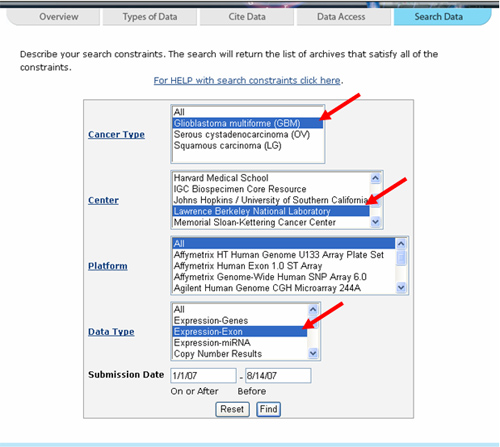 Overview Types of Data Cite Data Data Access Search Data
Describe your search constraints. The search will return the list of archives that satisfy all of the
constraints.
For HELP with search constraints click here.
Cancer Type
All
Glioblastoma multiforme (GBM)
Serous cystadenocarcinoma (OV)
Squamous carcinoma (LG)
Center
Harvard Medical School
IGC Biospecimen Core Resource
Johns Hopkins / University of Southern California
Lawrence Berkeley National Laboratory
Memorial Sloan-Kettering Cancer Center
Platform
All
Affymetrix HT Human Genome U133 Array Plate Set
Affymetrix Human Exon 1.0 ST Array
Affymetrix Genome-Wide Human SNP Array 6.0
Agilent Human Genome CGH Microarray 244A
Data Type
All
Expression-Genes
Expression-Exon
Expression-miRNA
Copy Number Results
Submission Date 1/1/07 - 8/14/07
On or After Before
Reset Find